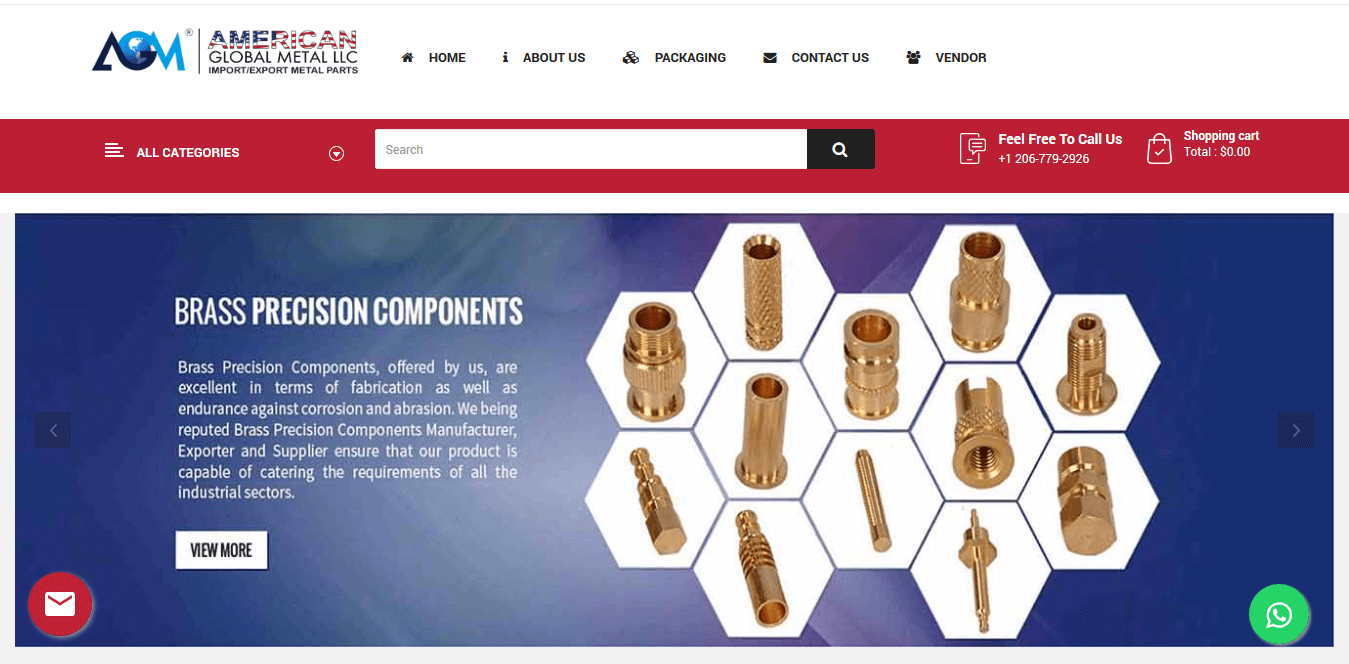 AGM® AMERICAN
GLOBAL METAL LLC
IMPORT/EXPORT METAL PARTS
HOME
ABOUT US
PACKAGING
CONTACT US
VENDOR
ALL CATEGORIES
Search
Feel Free To Call Us
+1 206-779-2926
Shopping cart
Total : $0.00
BRASS PRECISION COMPONENTS
Brass Precision Components, offered by us, are
excellent in terms of fabrication as well as
endurance against corrosion and abrasion. We being
reputed Brass Precision Components Manufacturer,
Exporter and Supplier ensure that our product is
capable of catering the requirements of all the
industrial sectors.
VIEW MORE